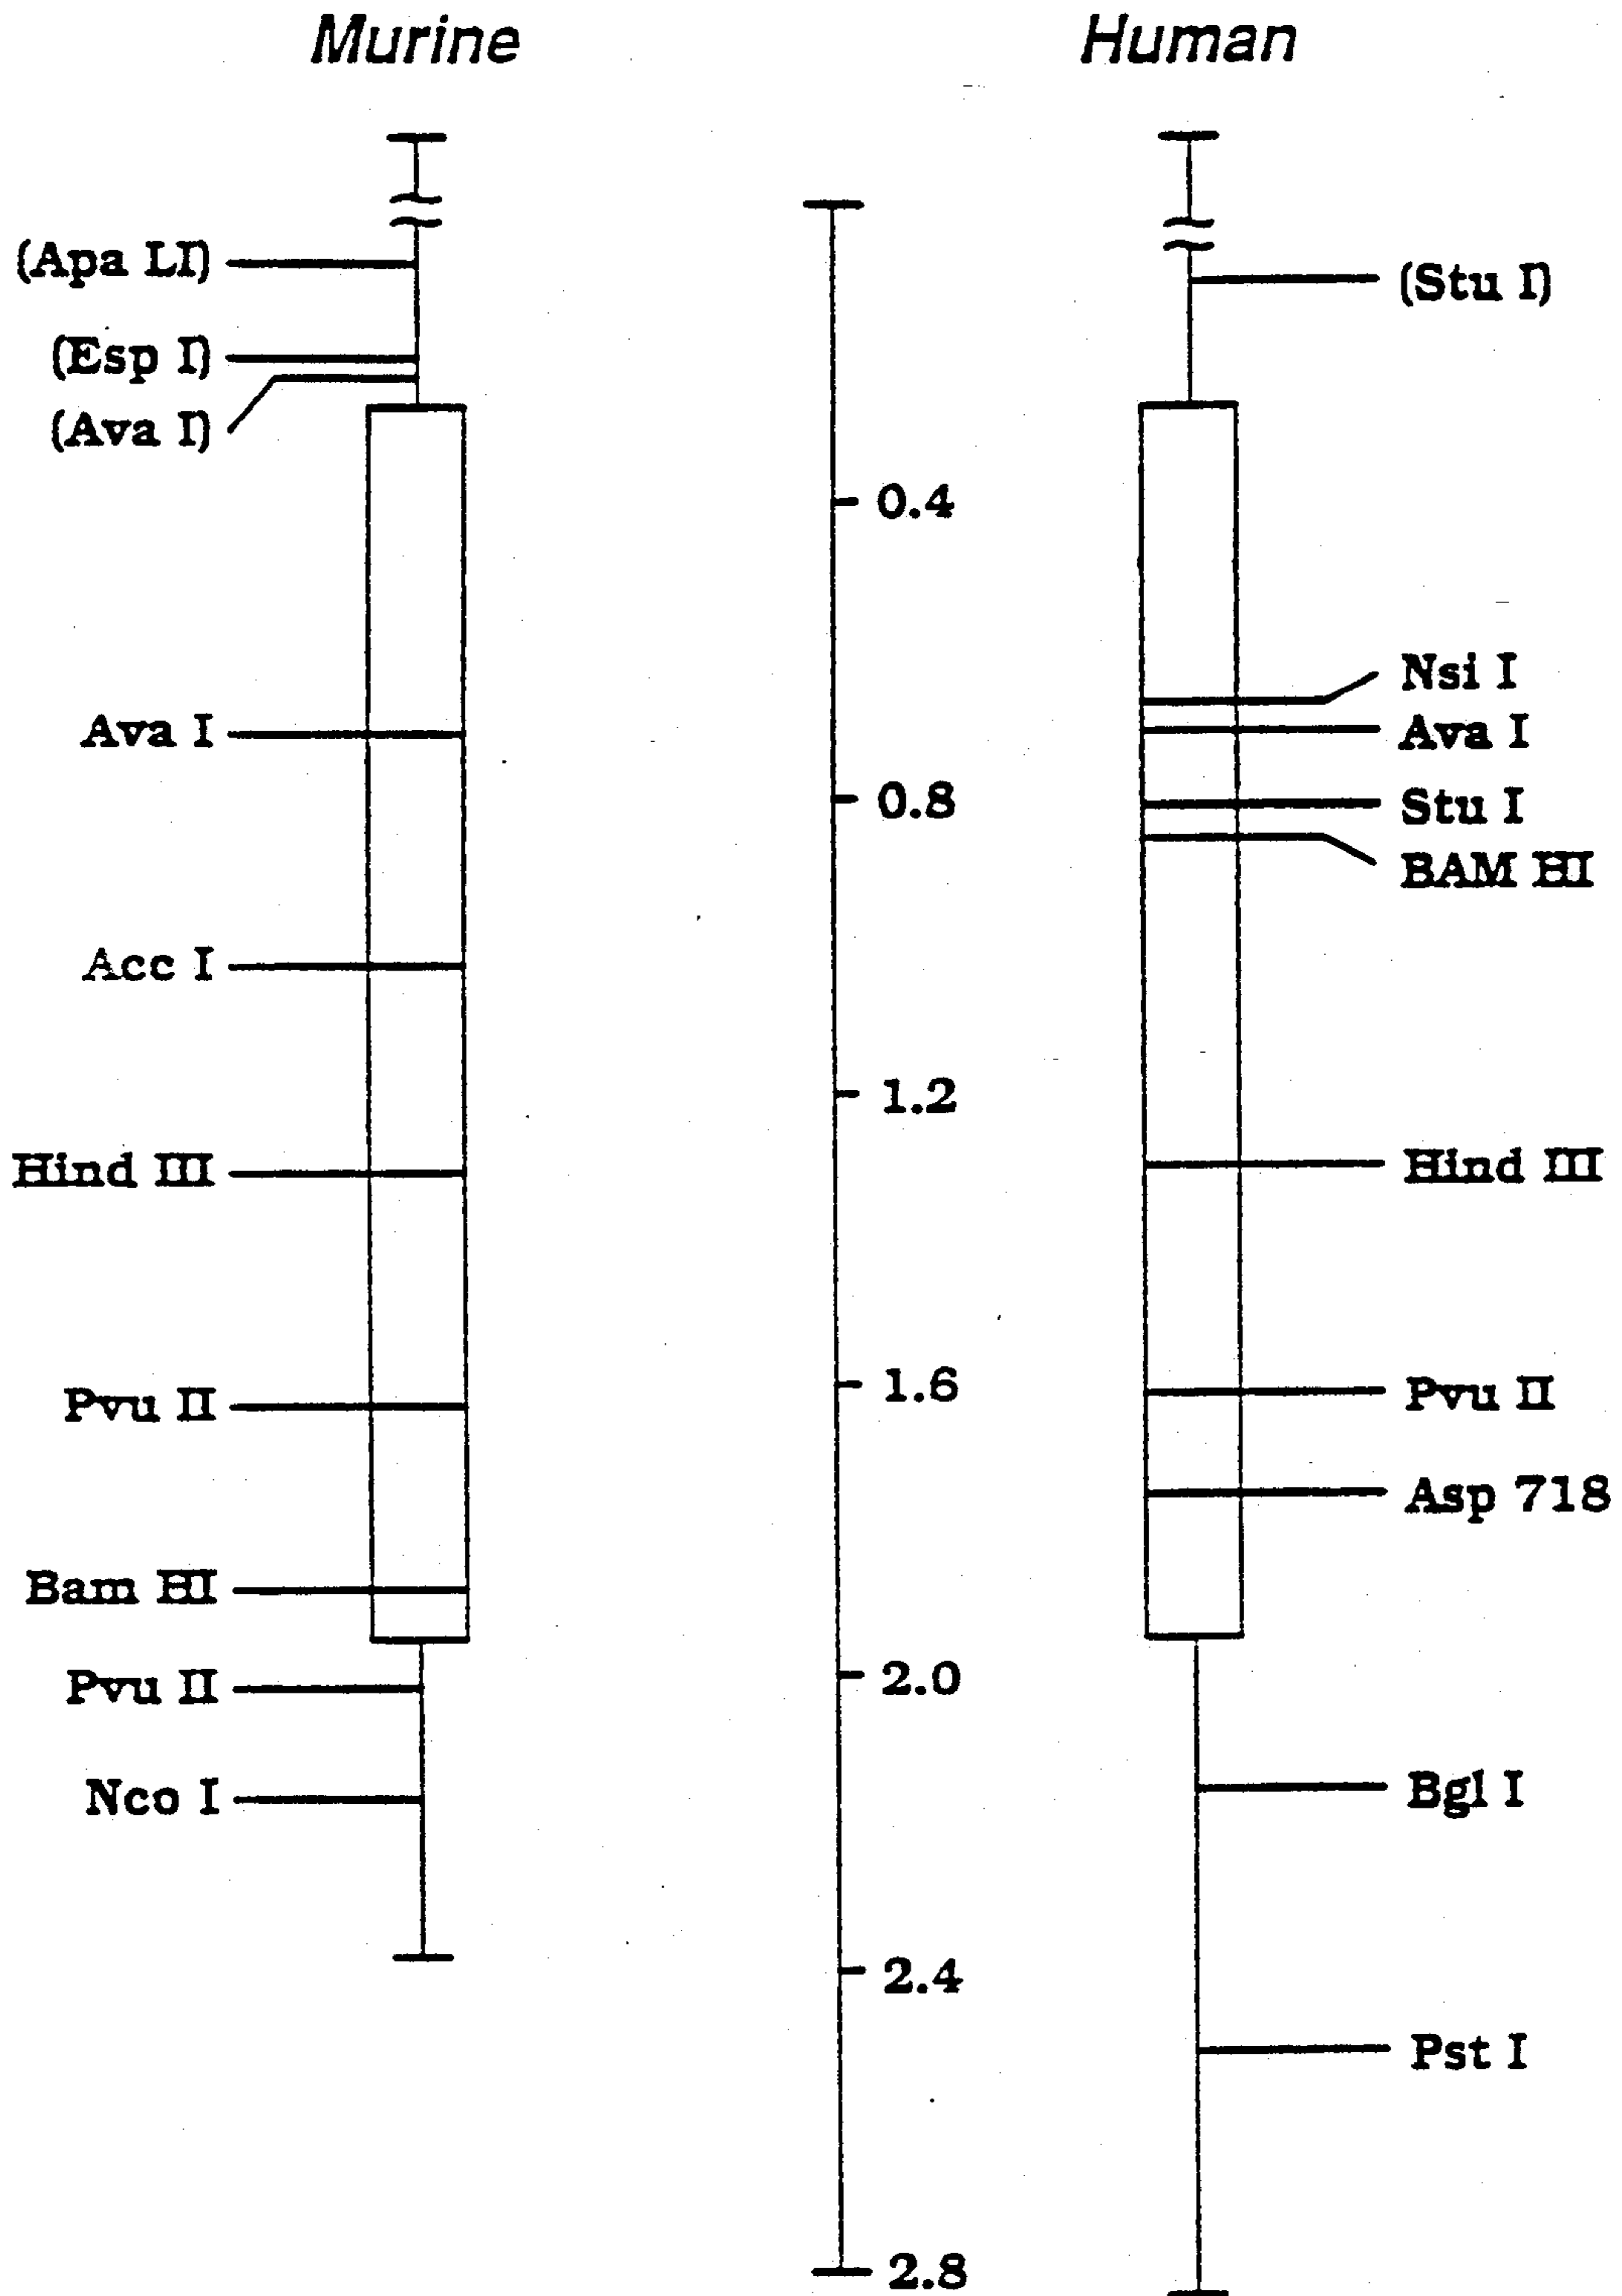 Murine
Human
(Apa LI)
(Esp I)
(Ava I)
Ava I
Acc I
Hind III
Pvu II
Bam HI
Pvu II
Nco I
0.4
0.8
1.2
1.6
2.0
2.4
2.8
(Stu I)
Nsi I
Ava I
Stu I
BAM HI
Hind III
Pvu II
Asp 718
Bgl I
Pst I